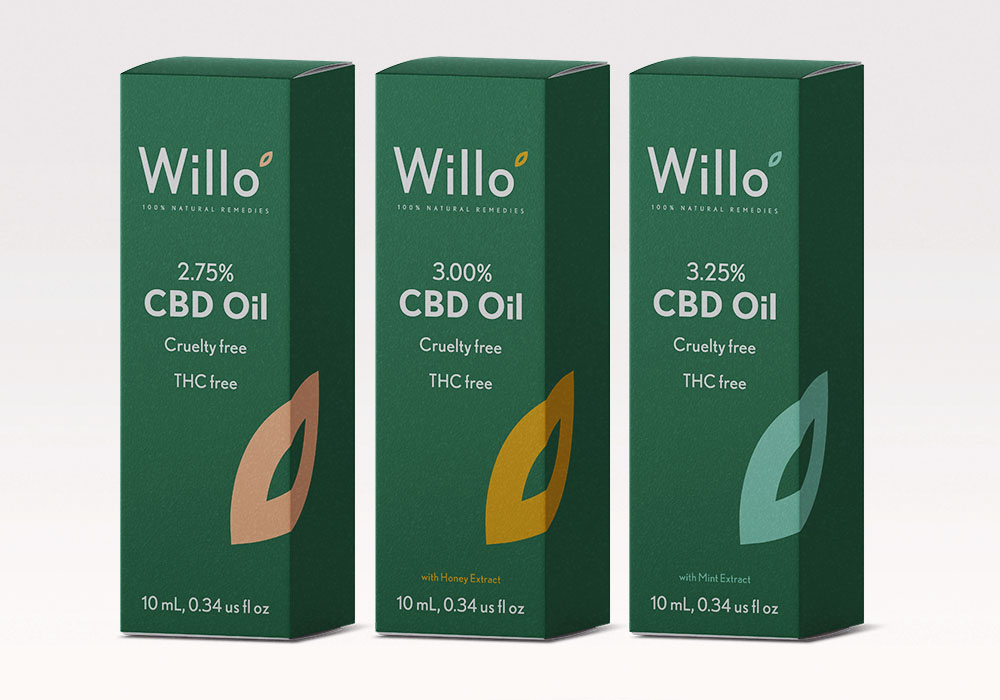 Willo
100% NATURAL REMEDIES
2.75%
CBD Oil
Cruelty free
THC free
10 mL, 0.34 us fl oz
Willo
100% NATURAL REMEDIES
3.00%
CBD Oil
Cruelty free
THC free
with Honey Extract
10 mL, 0.34 us fl oz
Willo
100% NATURAL REMEDIES
3.25%
CBD Oil
Cruelty free
THC free
with Mint Extract
10 mL, 0.34 us fl oz